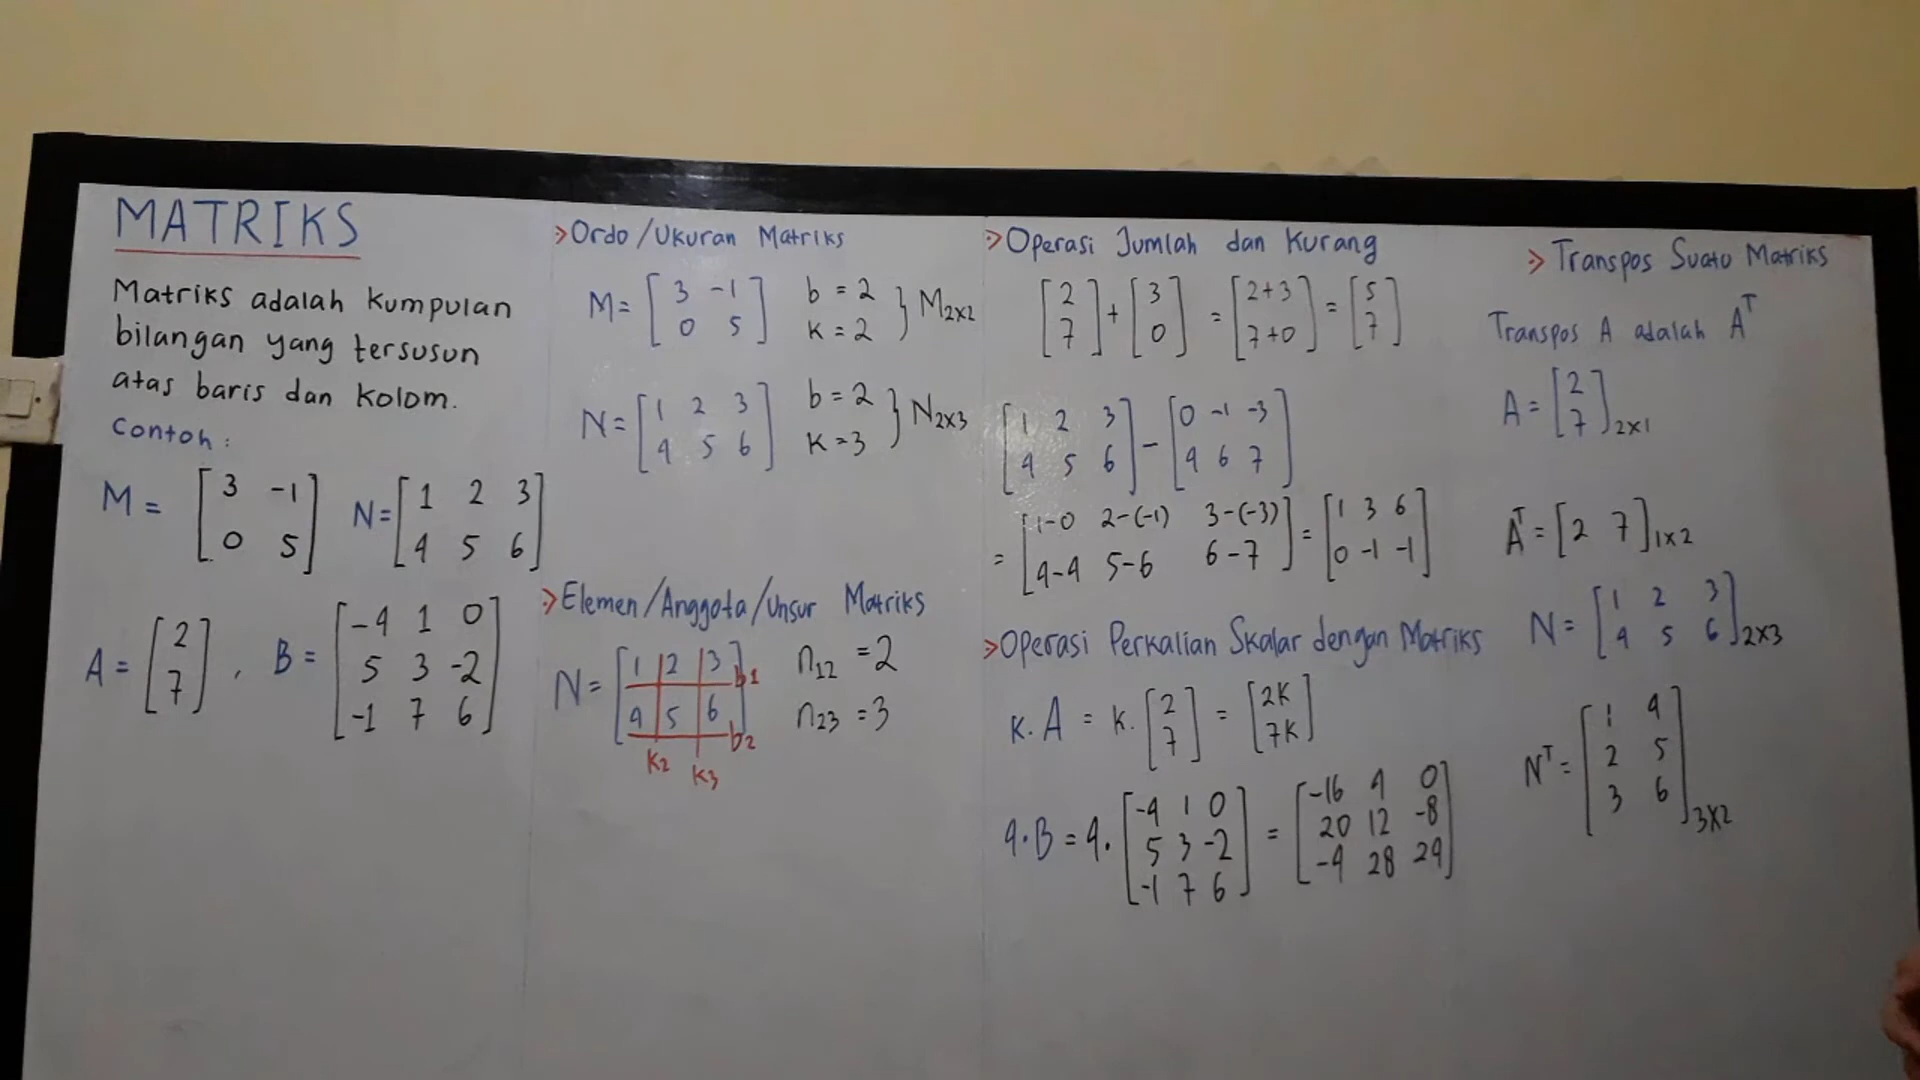 MATRIKS
Matriks adalah kumpulan
bilangan yang tersusun
atas baris dan kolom.
Contoh :
M = [3 -1
0 5] N = [1 2 3
4 5 6]
A = [2
7] , B = [-4 1 0
5 3 -2
-1 7 6]
> Ordo/Ukuran Matriks
M = [3 -1
0 5] b = 2
k = 2 } M2x2
N = [1 2 3
4 5 6] b = 2
k = 3 } N2x3
> Elemen/Anggota/Unsur Matriks
N = [1 2 3
4 5 6] b1
b2
k2 k3
n12 = 2
n23 = 3
> Operasi Jumlah dan Kurang
[2
7] + [3
0] = [2+3
7+0] = [5
7]
[1 2 3
4 5 6] - [0 -1 -3
4 6 7]
= [1-0 2-(-1) 3-(-3)
4-4 5-6 6-7] = [1 3 6
0 -1 -1]
> Operasi Perkalian Skalar dengan Matriks
k. A = k. [2
7] = [2k
7k]
4. B = 4. [-4 1 0
5 3 -2
-1 7 6] = [-16 4 0
20 12 -8
-4 28 24]
> Transpos Suatu Matriks
Transpos A adalah A^T
A = [2
7]2x1
A^T = [2 7]1x2
N = [1 2 3
4 5 6]2x3
N^T = [1 4
2 5
3 6]3x2